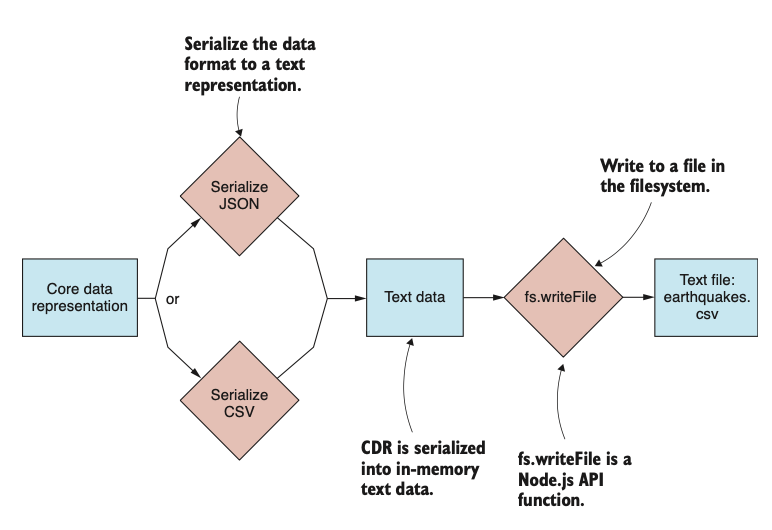 Serialize the data
format to a text
representation.
Serialize
JSON
Write to a file in
the filesystem.
Core data
representation
or
Text data
fs.writeFile
Text file:
earthquakes.
csv
Serialize
CSV
CDR is serialized
into in-memory
text data.
fs.writeFile is a
Node.js API
function.